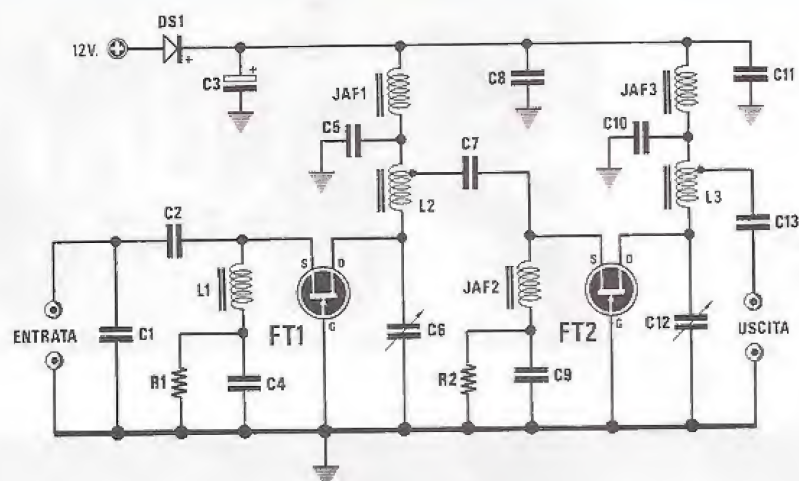 DS1
12V.
+
+
C3
JAF1
C8
JAF3
C11
C5
C10
C7
C2
L2
L3
C13
S
D
S
D
L1
JAF2
ENTRATA
C1
G
FT1
C6
G
FT2
C12
USCITA
R1
C4
R2
C9